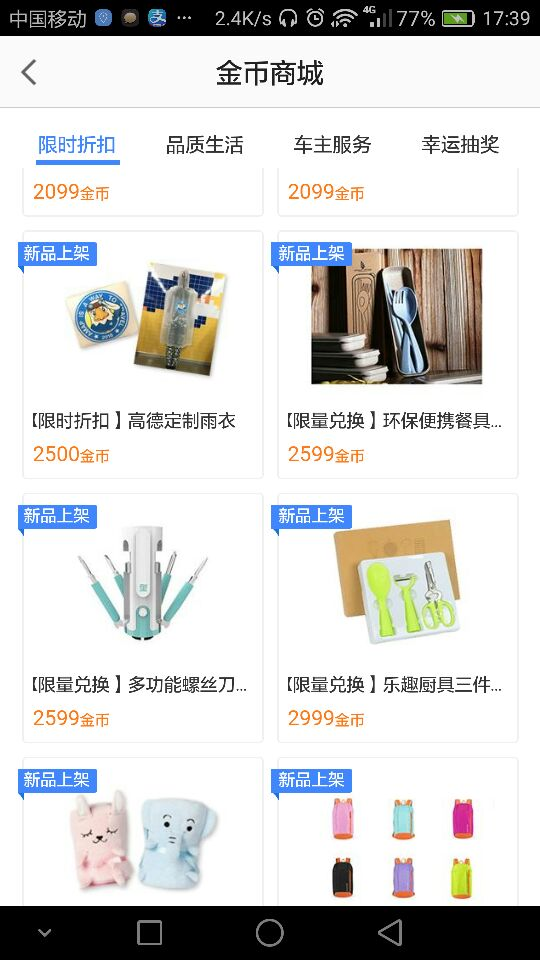 中国移动
2.4K/s
4G
77%
17:39
金币商城
限时折扣 品质生活 车主服务 幸运抽奖
2099金币 2099金币
新品上架 新品上架
AMAP IS A WAY TO TRAVEL
【限时折扣】高德定制雨衣 【限量兑换】环保便携餐具...
2500金币 2599金币
新品上架 新品上架
【限量兑换】多功能螺丝刀... 【限量兑换】乐趣厨具三件...
2599金币 2999金币
新品上架 新品上架